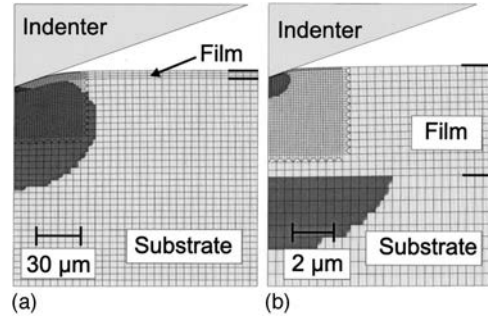 Indenter
Film
Substrate
30 µm
(a)
Indenter
Film
Substrate
2 µm
(b)